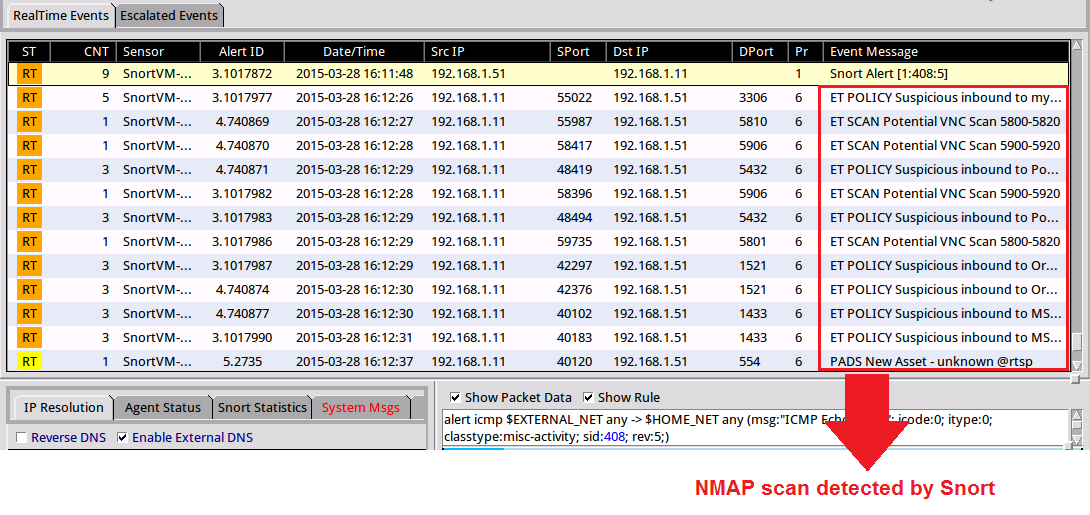 RealTime Events Escalated Events
ST CNT Sensor Alert ID Date/Time Src IP SPort Dst IP DPort Pr Event Message
RT 9 SnortVM-... 3.1017872 2015-03-28 16:11:48 192.168.1.51 192.168.1.11 1 Snort Alert [1:408:5]
RT 5 SnortVM-... 3.1017977 2015-03-28 16:12:26 192.168.1.11 55022 192.168.1.51 3306 6 ET POLICY Suspicious inbound to my...
RT 1 SnortVM-... 4.740869 2015-03-28 16:12:27 192.168.1.11 55987 192.168.1.51 5810 6 ET SCAN Potential VNC Scan 5800-5820
RT 1 SnortVM-... 4.740870 2015-03-28 16:12:28 192.168.1.11 58417 192.168.1.51 5906 6 ET SCAN Potential VNC Scan 5900-5920
RT 3 SnortVM-... 4.740871 2015-03-28 16:12:28 192.168.1.11 48419 192.168.1.51 5432 6 ET POLICY Suspicious inbound to Po...
RT 1 SnortVM-... 3.1017982 2015-03-28 16:12:28 192.168.1.11 58396 192.168.1.51 5906 6 ET SCAN Potential VNC Scan 5900-5920
RT 3 SnortVM-... 3.1017983 2015-03-28 16:12:29 192.168.1.11 48494 192.168.1.51 5432 6 ET POLICY Suspicious inbound to Po...
RT 1 SnortVM-... 3.1017986 2015-03-28 16:12:29 192.168.1.11 59735 192.168.1.51 5801 6 ET SCAN Potential VNC Scan 5800-5820
RT 3 SnortVM-... 3.1017987 2015-03-28 16:12:29 192.168.1.11 42297 192.168.1.51 1521 6 ET POLICY Suspicious inbound to Or...
RT 3 SnortVM-... 4.740874 2015-03-28 16:12:30 192.168.1.11 42376 192.168.1.51 1521 6 ET POLICY Suspicious inbound to Or...
RT 3 SnortVM-... 4.740877 2015-03-28 16:12:30 192.168.1.11 40102 192.168.1.51 1433 6 ET POLICY Suspicious inbound to MS...
RT 3 SnortVM-... 3.1017990 2015-03-28 16:12:31 192.168.1.11 40183 192.168.1.51 1433 6 ET POLICY Suspicious inbound to MS...
RT 1 SnortVM-... 5.2735 2015-03-28 16:12:37 192.168.1.11 40120 192.168.1.51 554 6 PADS New Asset - unknown @rtsp
IP Resolution Agent Status Snort Statistics System Msgs
Reverse DNS Enable External DNS
Show Packet Data Show Rule
alert icmp $EXTERNAL_NET any -> $HOME_NET any (msg:"ICMP Ech icode:0; itype:0;
classtype:misc-activity; sid:408; rev:5;)
NMAP scan detected by Snort